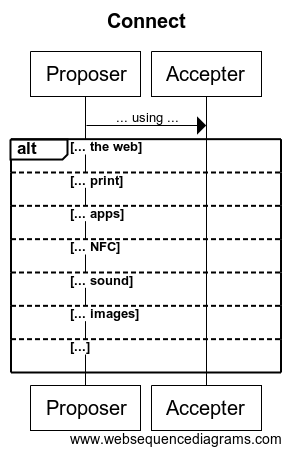 Connect
Proposer Accepter
... using ...
alt [... the web]
[... print]
[... apps]
[... NFC]
[... sound]
[... images]
[...]
Proposer Accepter
www.websequencediagrams.com